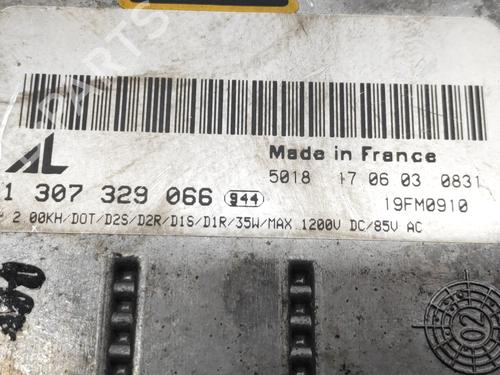 AL
Made in France
5018 17 06 03 0831
1 307 329 066 944
19FM0910
2.00KH/DOT/D2S/D2R/D1S/D1R/35W/MAX 1200V DC/85V AC
02